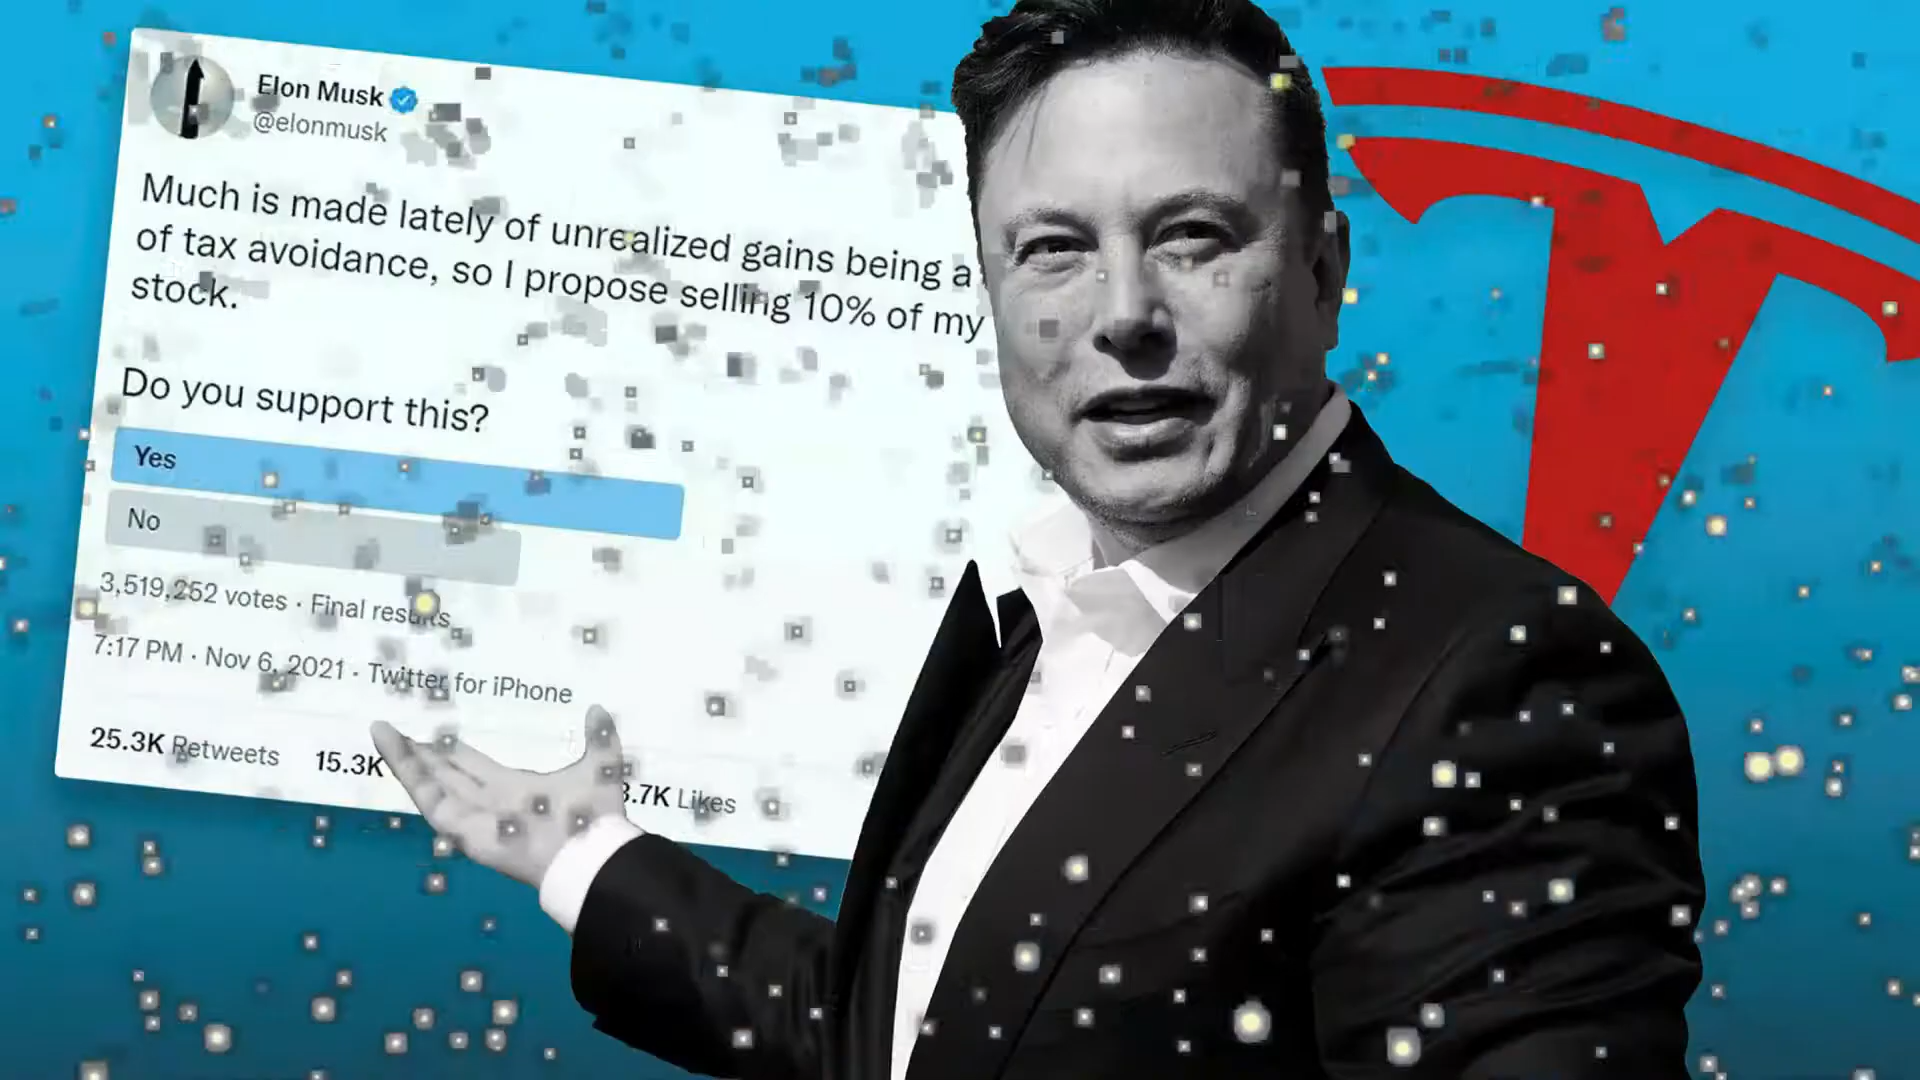 Elon Musk
@elonmusk
Much is made lately of unrealized gains being a
of tax avoidance, so I propose selling 10% of my
stock.
Do you support this?
Yes
No
3,519,252 votes · Final results
7:17 PM · Nov 6, 2021 · Twitter for iPhone
25.3K Retweets 15.3K .7K Likes